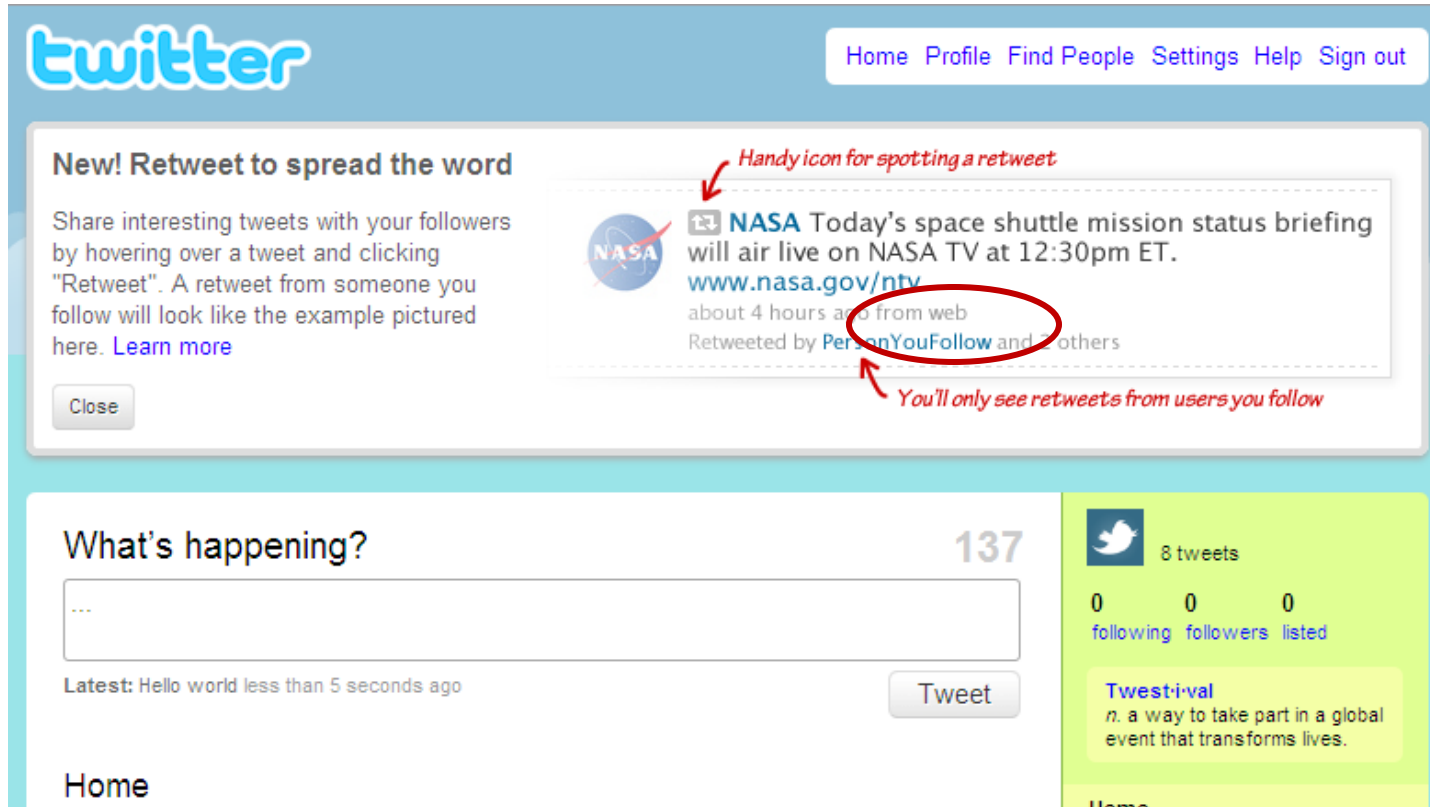 twitter
Home Profile Find People Settings Help Sign out
New! Retweet to spread the word
Share interesting tweets with your followers
by hovering over a tweet and clicking
"Retweet". A retweet from someone you
follow will look like the example pictured
here. Learn more
Close
Handy icon for spotting a retweet
NASA
NASA Today's space shuttle mission status briefing
will air live on NASA TV at 12:30pm ET.
www.nasa.gov/ntv
about 4 hours ago from web
Retweeted by PersonYouFollow and 2 others
You'll only see retweets from users you follow
What's happening?
137
...
Latest: Hello world less than 5 seconds ago
Tweet
Home
8 tweets
0 0 0
following followers listed
Twest·i·val
n. a way to take part in a global
event that transforms lives.
Home